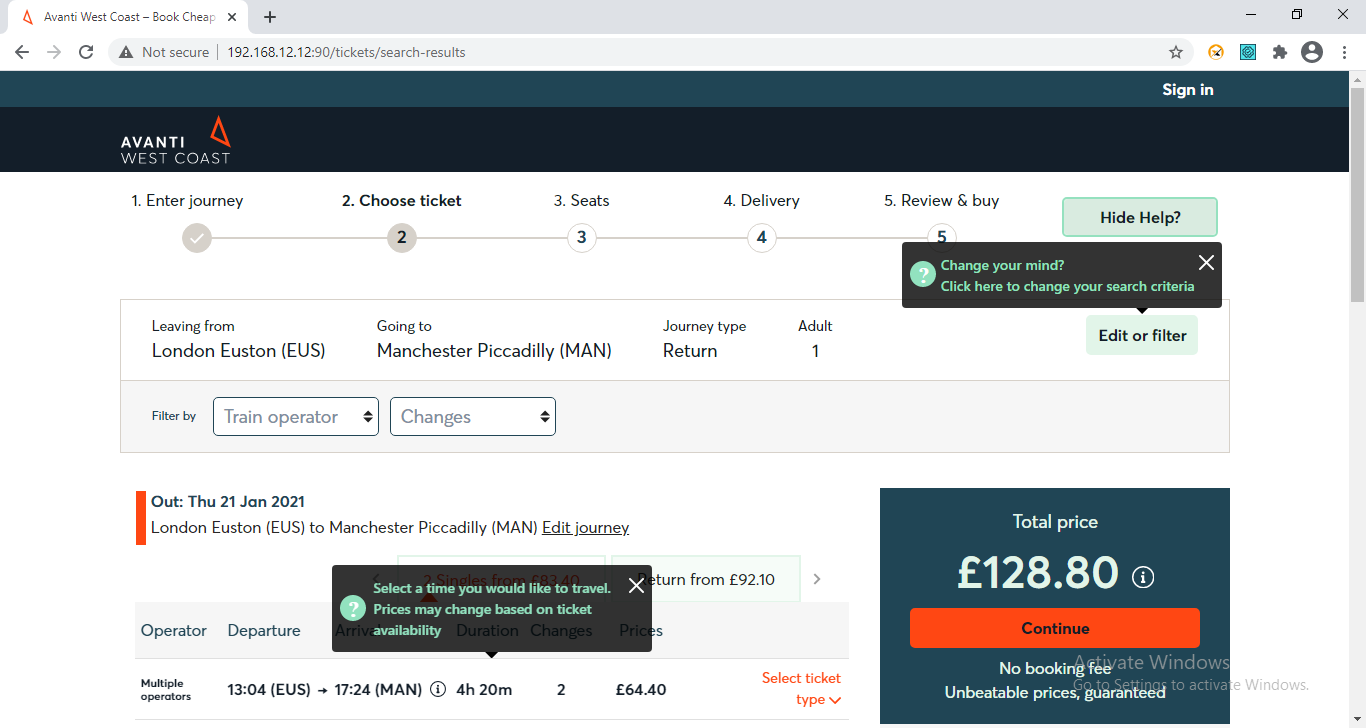 Avanti West Coast – Book Cheap
Not secure | 192.168.12.12:90/tickets/search-results
Sign in
AVANTI
WEST COAST
1. Enter journey
2. Choose ticket
3. Seats
4. Delivery
5. Review & buy
2
3
4
5
Hide Help?
? Change your mind?
Click here to change your search criteria
Leaving from
London Euston (EUS)
Going to
Manchester Piccadilly (MAN)
Journey type
Return
Adult
1
Edit or filter
Filter by
Train operator
Changes
Out: Thu 21 Jan 2021
London Euston (EUS) to Manchester Piccadilly (MAN) Edit journey
2 Singles from £83.40
Return from £92.10
? Select a time you would like to travel.
Prices may change based on ticket
availability
Operator Departure Arrival Duration Changes Prices
Multiple
operators
13:04 (EUS) → 17:24 (MAN) i 4h 20m 2 £64.40
Select ticket
type
Total price
£128.80 i
Continue
No booking fee
Unbeatable prices, guaranteed
Activate Windows
Go to Settings to activate Windows.